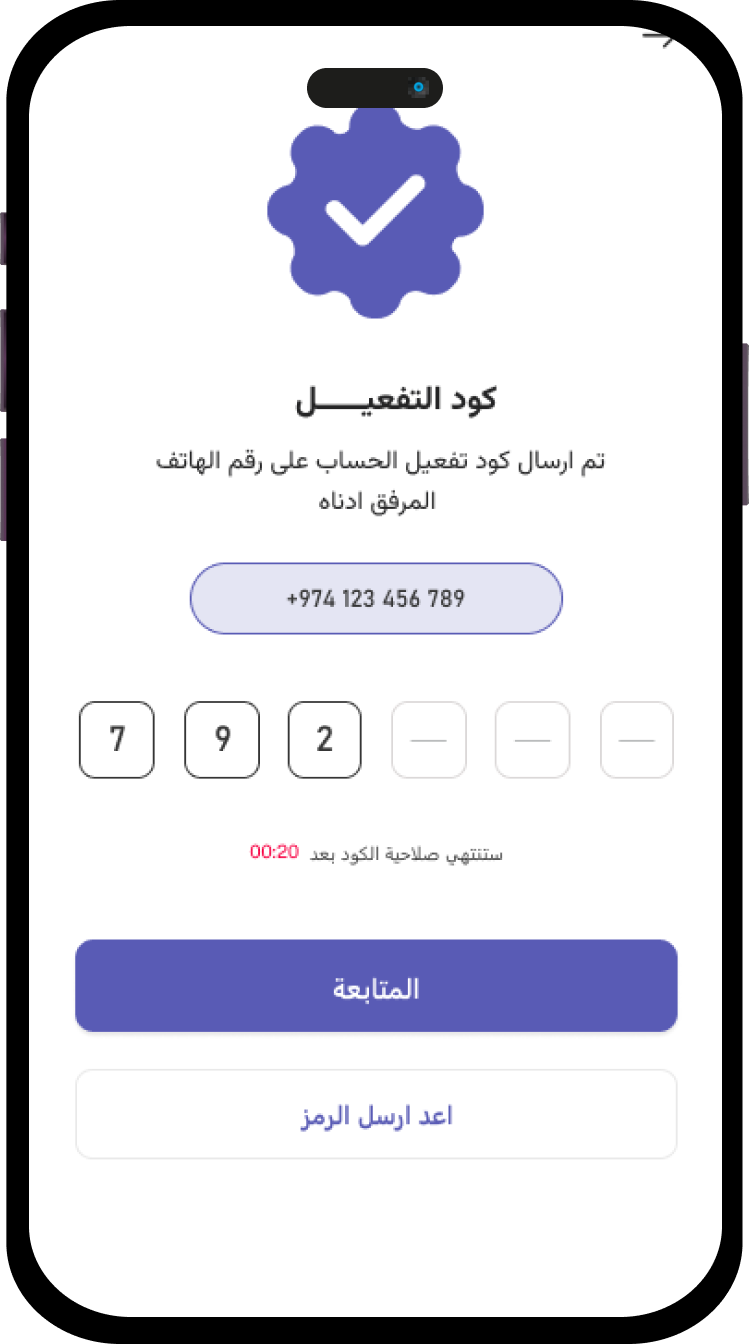 كود التفعيـــــل
تم ارسال كود تفعيل الحساب على رقم الهاتف
المرفق ادناه
+974 123 456 789
7 9 2
ستنتهي صلاحية الكود بعد 00:20
المتابعة
اعد ارسل الرمز